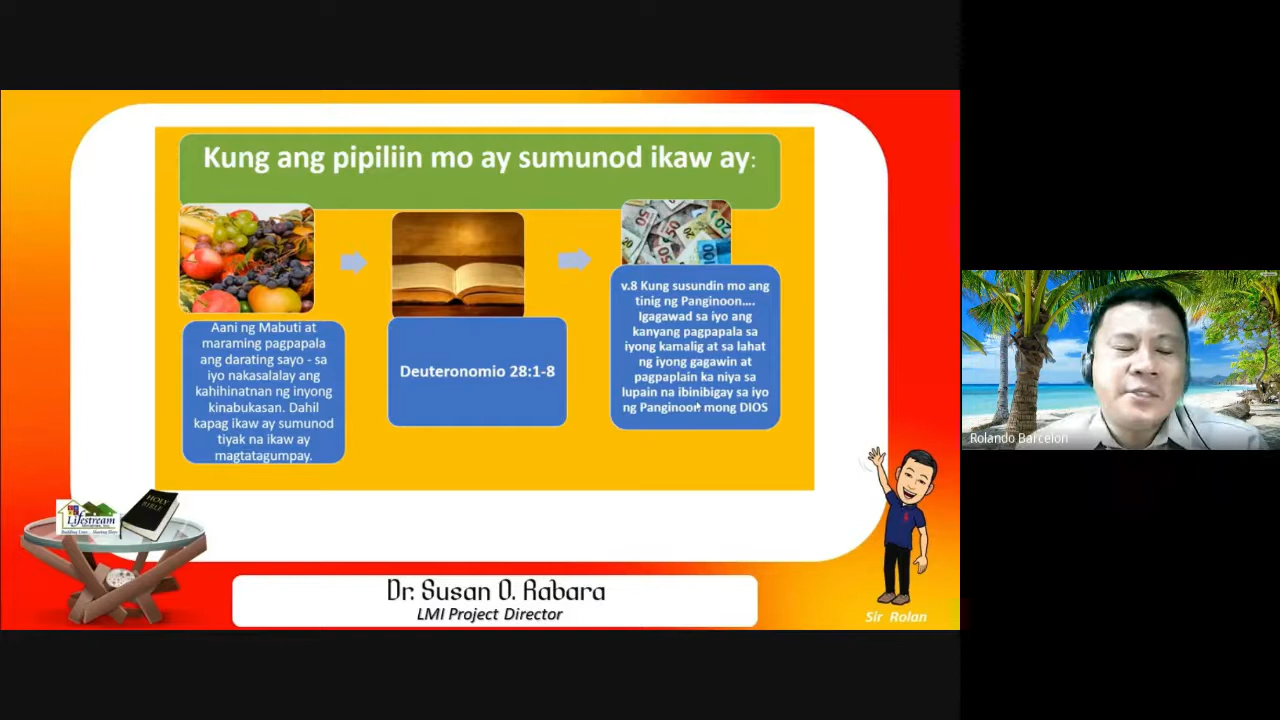 Kung ang pipiliin mo ay sumunod ikaw ay:
Aani ng Mabuti at
maraming pagpapala
ang darating sayo - sa
iyo nakasalalay ang
kahihinatnan ng inyong
kinabukasan. Dahil
kapag ikaw ay sumunod
tiyak na ikaw ay
magtatagumpay.
Deuteronomio 28:1-8
v.8 Kung susundin mo ang
tinig ng Panginoon....
Igagawad sa iyo ang
kanyang pagpapala sa
iyong kamalig at sa lahat
ng iyong gagawin at
pagpaplain ka niya sa
lupain na ibinibigay sa iyo
ng Panginoon mong DIOS
HOLY
BIBLE
Lifestream
Dr. Susan O. Rabara
LMI Project Director
Sir Rolan
Rolando Barcelon